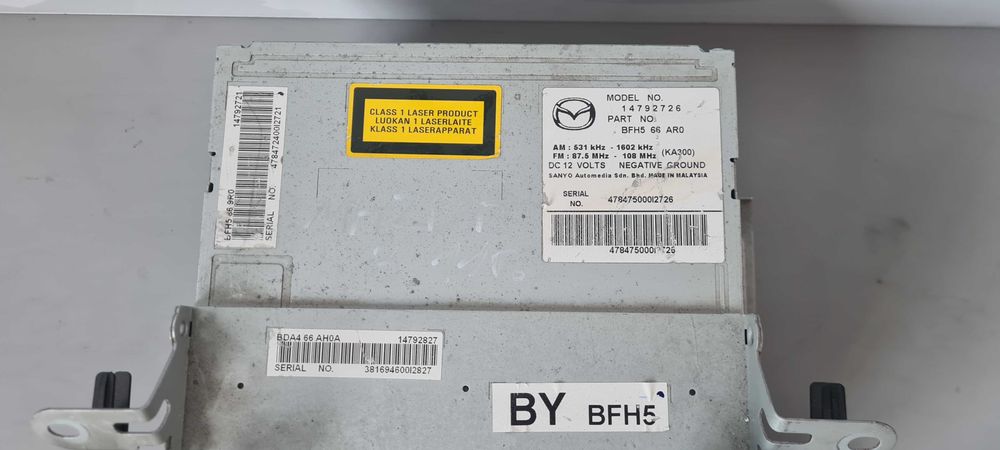 BFH5 66 9R0 14792721
SERIAL NO. 478472400I2721
CLASS 1 LASER PRODUCT
LUOKAN 1 LASERLAITE
KLASS 1 LASERAPPARAT
MODEL NO.
14792726
PART NO.
BFH5 66 AR0
AM : 531 kHz - 1602 kHz
FM : 87.5 MHz - 108 MHz (KA300)
DC 12 VOLTS NEGATIVE GROUND
SANYO Automedia Sdn. Bhd. MADE IN MALAYSIA
SERIAL
NO. 478475000I2726
478475000I2726
BDA4 66 AH0A 14792827
SERIAL NO. 381694600I2827
BY BFH5